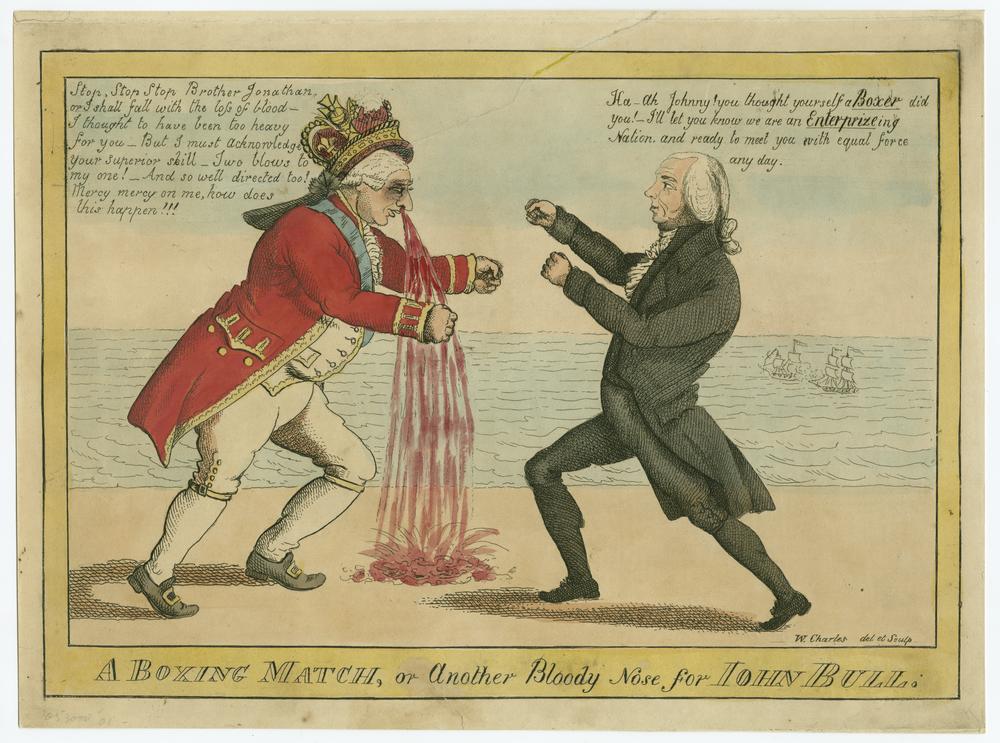 Stop, Stop Stop Brother Jonathan,
or I shall fall with the loss of blood —
I thought to have been too heavy
for you — But I must acknowledge
your superior skill — Two blows to
my one! — And so well directed too!
Mercy mercy on me, how does
this happen!!!
Ha — Ah Johnny! you thought yourself a Boxer did
you! — I'll let you know we are an Enterprizeing
Nation. and ready to meet you with equal force
any day.
W. Charles del et Sculp
A BOXING MATCH, or Another Bloody Nose for IOHN BULL.